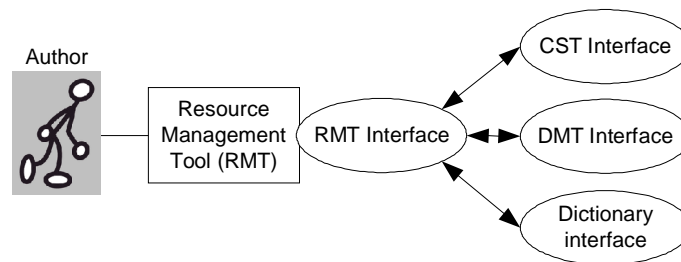 Author
Resource
Management
Tool (RMT)
RMT Interface
CST Interface
DMT Interface
Dictionary
interface